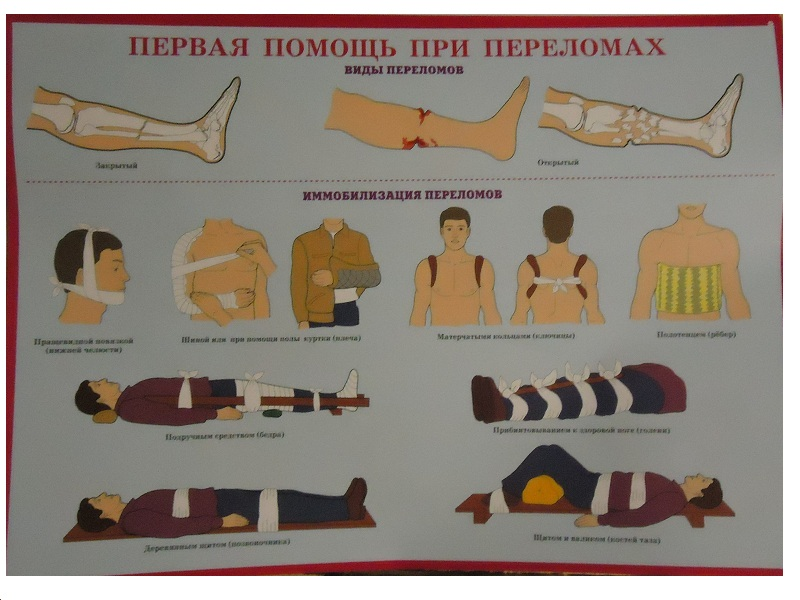 ПЕРВАЯ ПОМОЩЬ ПРИ ПЕРЕЛОМАХ
ВИДЫ ПЕРЕЛОМОВ
Закрытый
Открытый
ИММОБИЛИЗАЦИЯ ПЕРЕЛОМОВ
Пращевидной повязкой
(нижней челюсти)
Шиной или при помощи полы куртки (плеча)
Матерчатыми кольцами (ключицы)
Полотенцем (рёбер)
Подручным средством (бедра)
Прибинтовыванием к здоровой ноге (голени)
Деревянным щитом (позвоночника)
Щитом и валиком (костей таза)